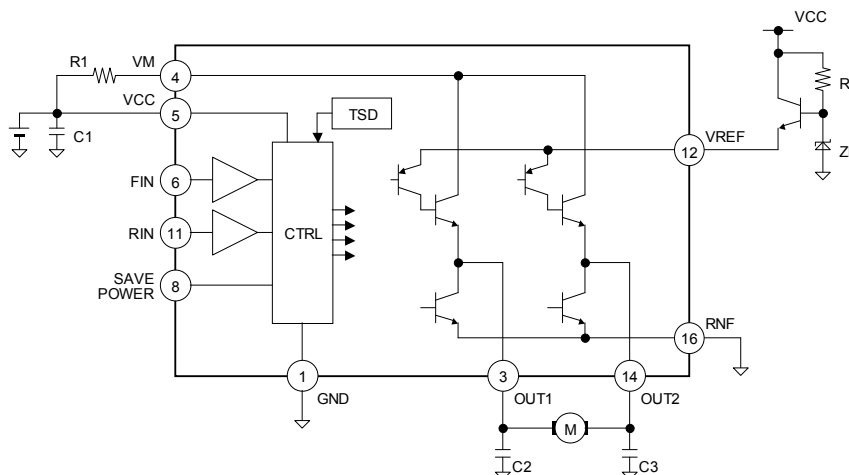 VCC
R1
VM
4
R
VCC
5
TSD
C1
VREF
12
Z
FIN
6
RIN
11
CTRL
SAVE
POWER
8
RNF
16
1
GND
3
OUT1
14
OUT2
M
C2
C3